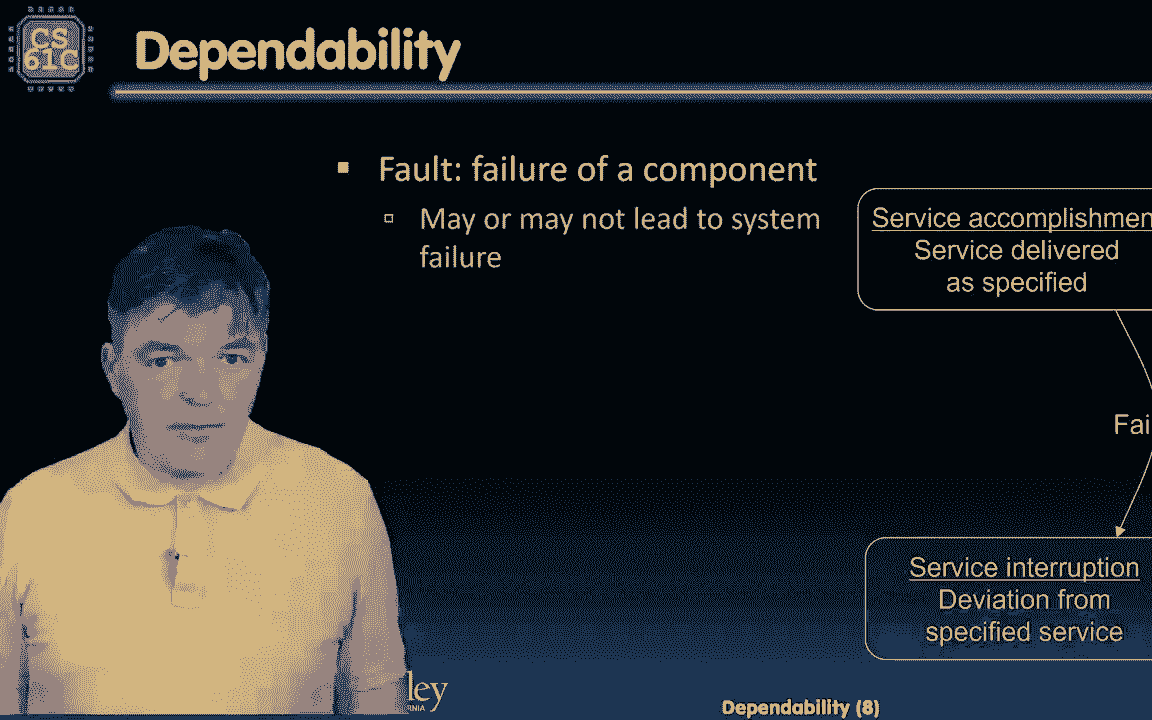 CS
61C
Dependability
Fault: failure of a component
May or may not lead to system
failure
Service accomplishmen
Service delivered
as specified
Fai
Service interruption
Deviation from
specified service
ley
RNIA
Dependability (8)